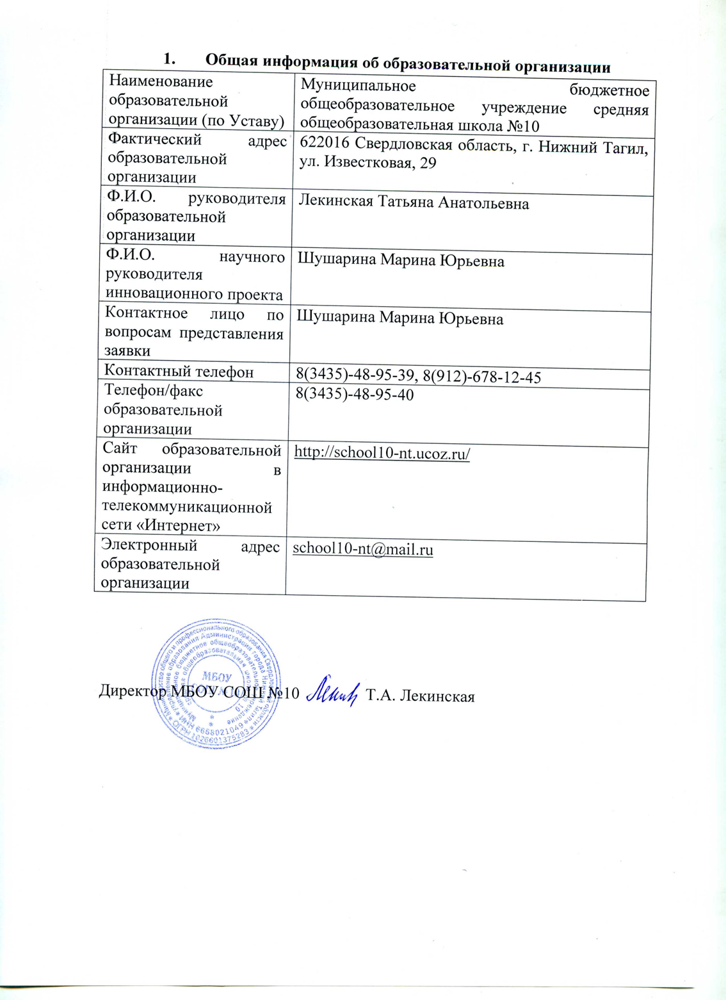 1. Общая информация об образовательной организации
Наименование
образовательной
организации (по Уставу)
Муниципальное бюджетное
общеобразовательное учреждение средняя
общеобразовательная школа №10
Фактический адрес
образовательной
организации
622016 Свердловская область, г. Нижний Тагил,
ул. Известковая, 29
Ф.И.О. руководителя
образовательной
организации
Лекинская Татьяна Анатольевна
Ф.И.О. научного
руководителя
инновационного проекта
Шушарина Марина Юрьевна
Контактное лицо по
вопросам представления
заявки
Шушарина Марина Юрьевна
Контактный телефон
8(3435)-48-95-39, 8(912)-678-12-45
Телефон/факс
образовательной
организации
8(3435)-48-95-40
Сайт образовательной
организации в
информационно-
телекоммуникационной
сети «Интернет»
http://school10-nt.ucoz.ru/
Электронный адрес
образовательной
организации
school10-nt@mail.ru
Директор МБОУ СОШ №10 Т.А. Лекинская
МБОУ
ИНН 6668021049
ОГРН 1026601375283